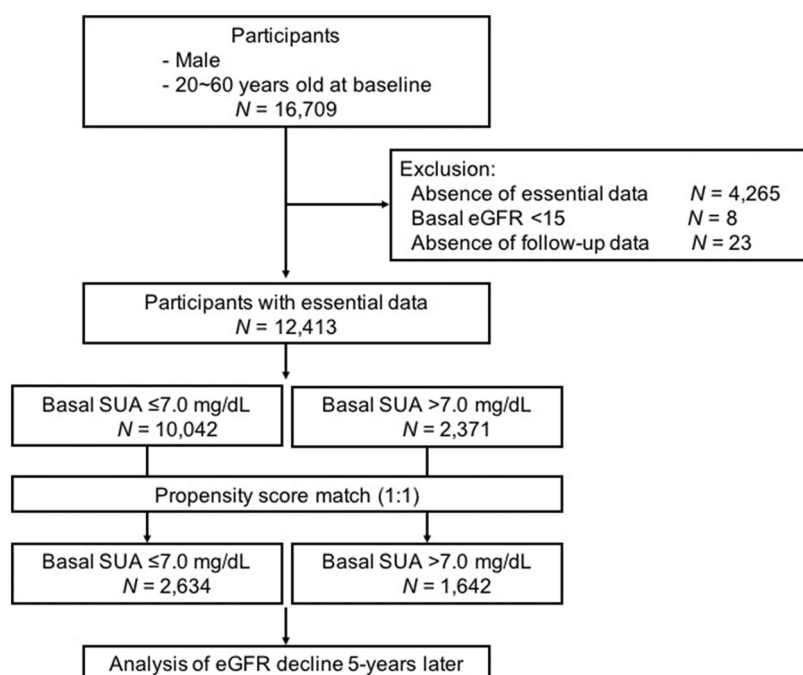 Participants
- Male
- 20~60 years old at baseline
N = 16,709
Exclusion:
Absence of essential data N = 4,265
Basal eGFR <15 N = 8
Absence of follow-up data N = 23
Participants with essential data
N = 12,413
Basal SUA ≤7.0 mg/dL
N = 10,042
Basal SUA >7.0 mg/dL
N = 2,371
Propensity score match (1:1)
Basal SUA ≤7.0 mg/dL
N = 2,634
Basal SUA >7.0 mg/dL
N = 1,642
Analysis of eGFR decline 5-years later